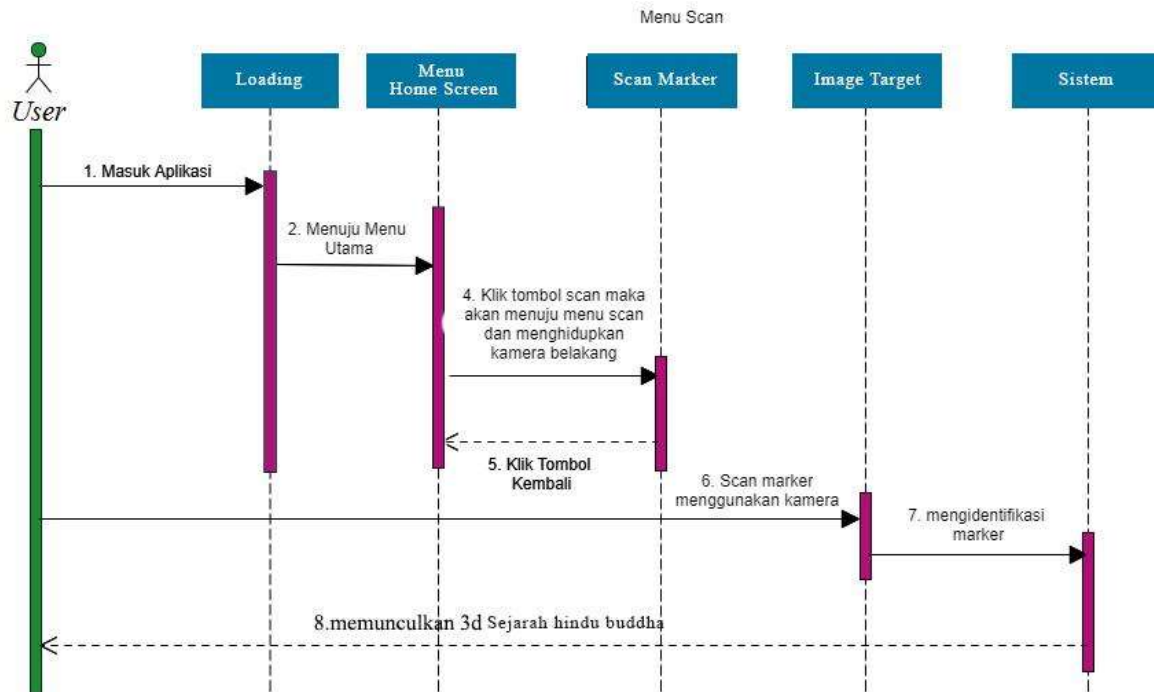 Menu Scan
User
Loading
Menu
Home Screen
Scan Marker
Image Target
Sistem
1. Masuk Aplikasi
2. Menuju Menu
Utama
4. Klik tombol scan maka
akan menuju menu scan
dan menghidupkan
kamera belakang
5. Klik Tombol
Kembali
6. Scan marker
menggunakan kamera
7. mengidentifikasi
marker
8.memunculkan 3d Sejarah hindu buddha